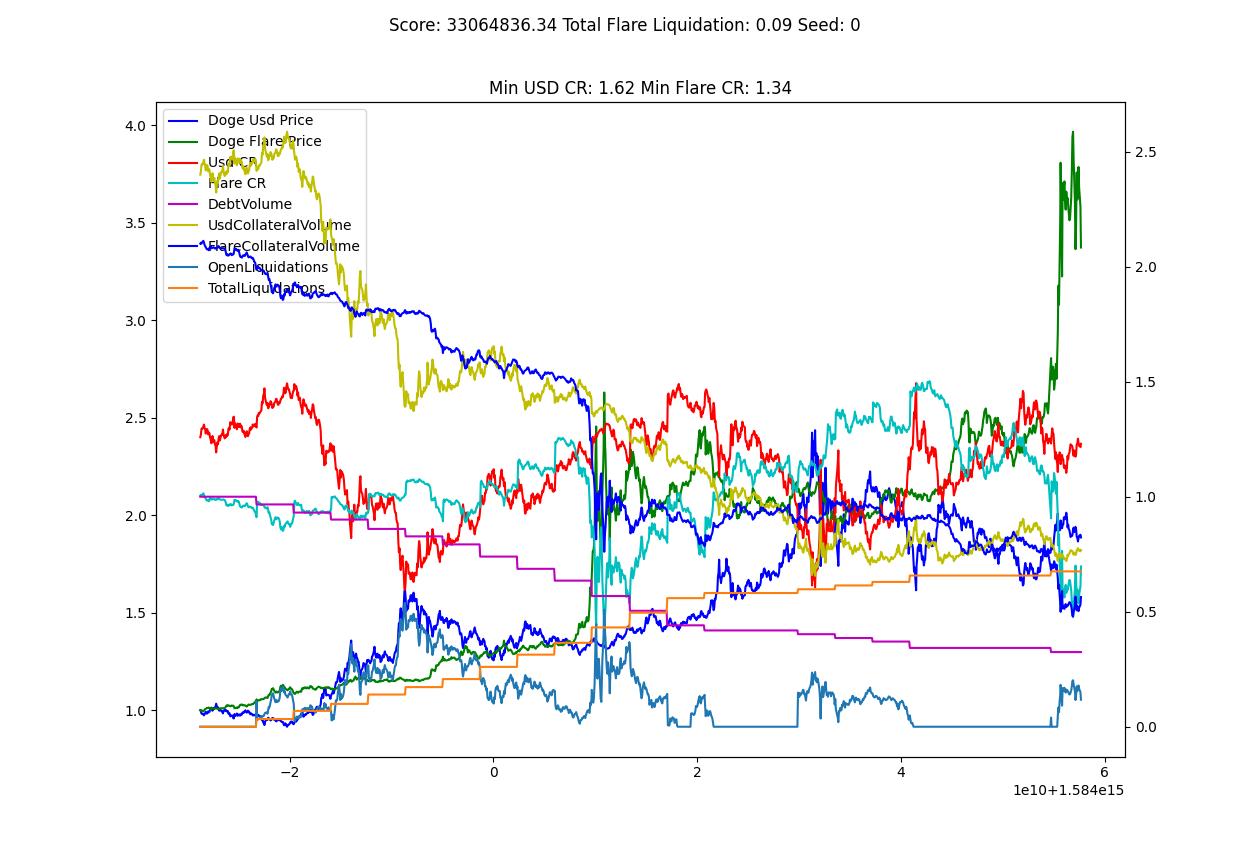 Score: 33064836.34 Total Flare Liquidation: 0.09 Seed: 0
Min USD CR: 1.62 Min Flare CR: 1.34
Doge Usd Price
Doge Flare Price
Usd CR
Flare CR
DebtVolume
UsdCollateralVolume
FlareCollateralVolume
OpenLiquidations
TotalLiquidations
4.0
3.5
3.0
2.5
2.0
1.5
1.0
2.5
2.0
1.5
1.0
0.5
0.0
−2
0
2
4
6
1e10+1.584e15